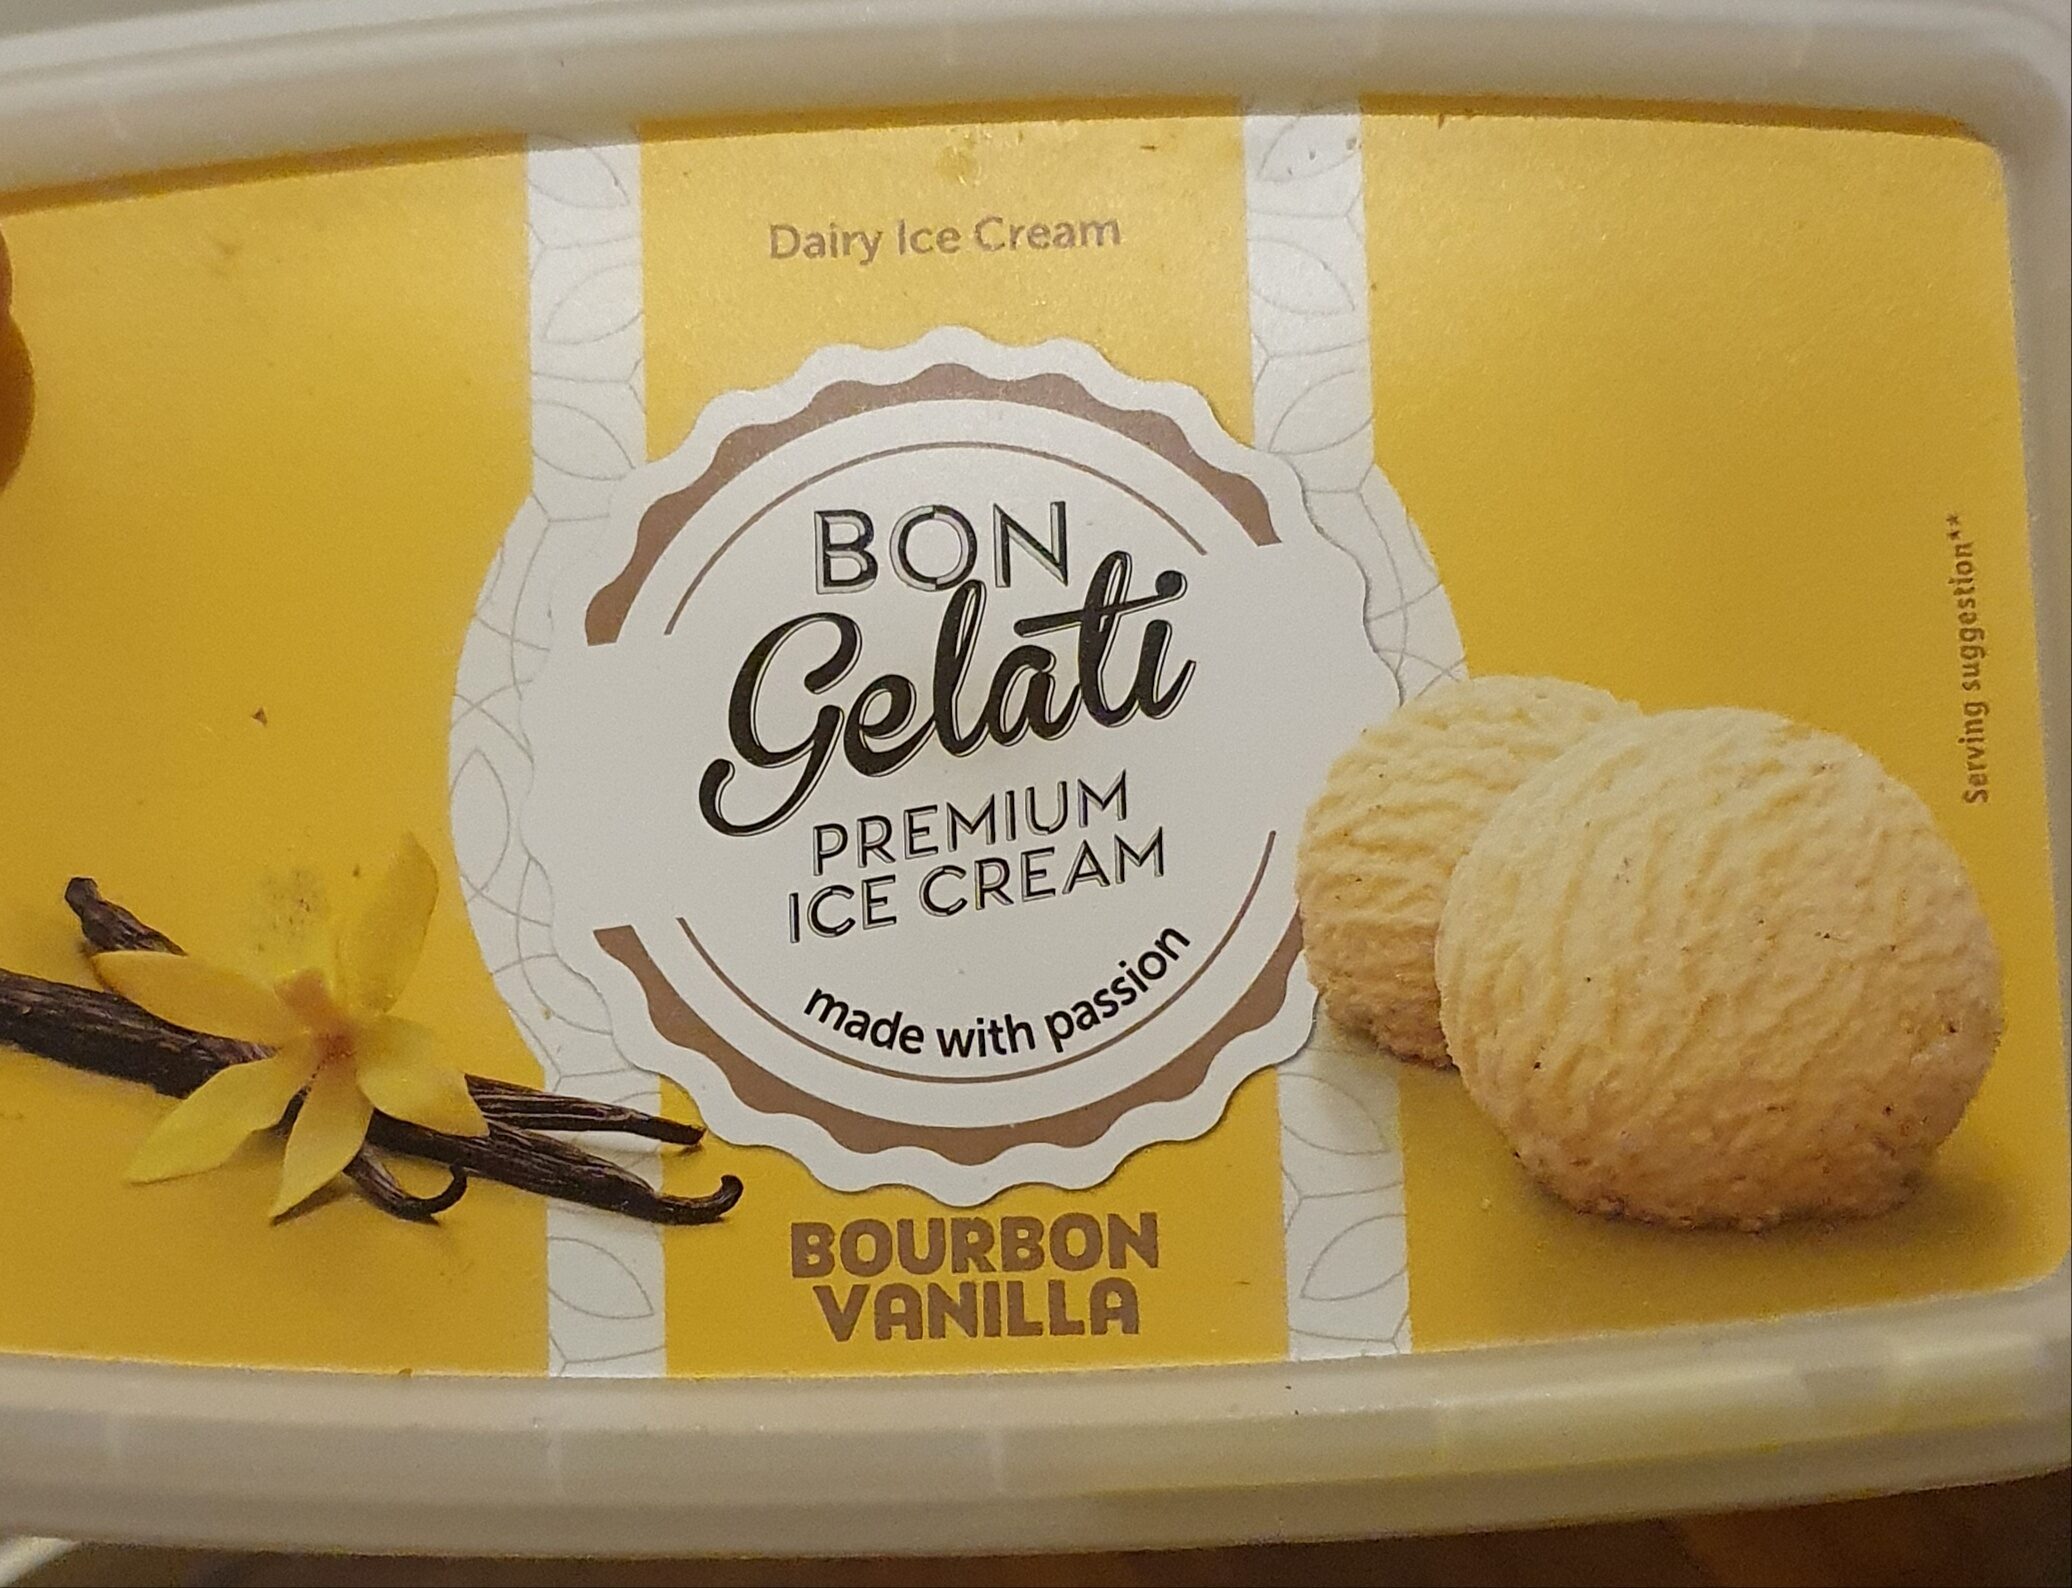 Dairy Ice Cream
BON
Gelati
PREMIUM
ICE CREAM
made with passion
BOURBON
VANILLA
Serving suggestion**